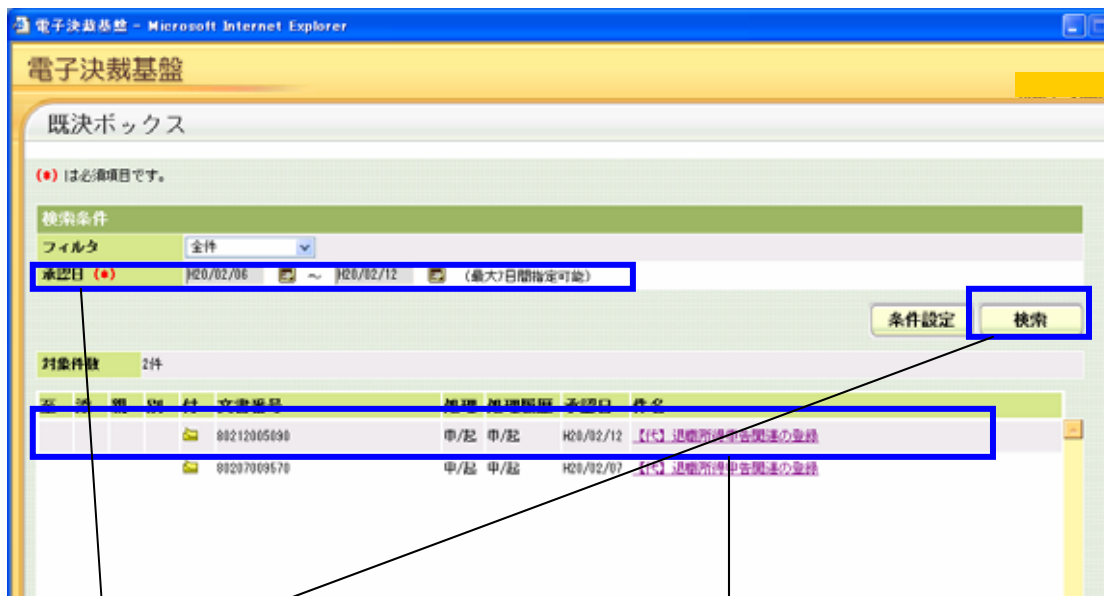 電子決裁基盤 - Microsoft Internet Explorer
電子決裁基盤
既決ボックス
(*) は必須項目です。
検索条件
フィルタ 全件
承認日 (*) H20/02/06 ～ H20/02/12 (最大7日間指定可能)
条件設定 検索
対象件数 2件
至 渡 親 別 付 文書番号 処理 処理履歴 承認日 件名
80212005090 申/起 申/起 H20/02/12 【代】退職所得申告関連の登録
80207009570 申/起 申/起 H20/02/07 【代】退職所得申告関連の登録